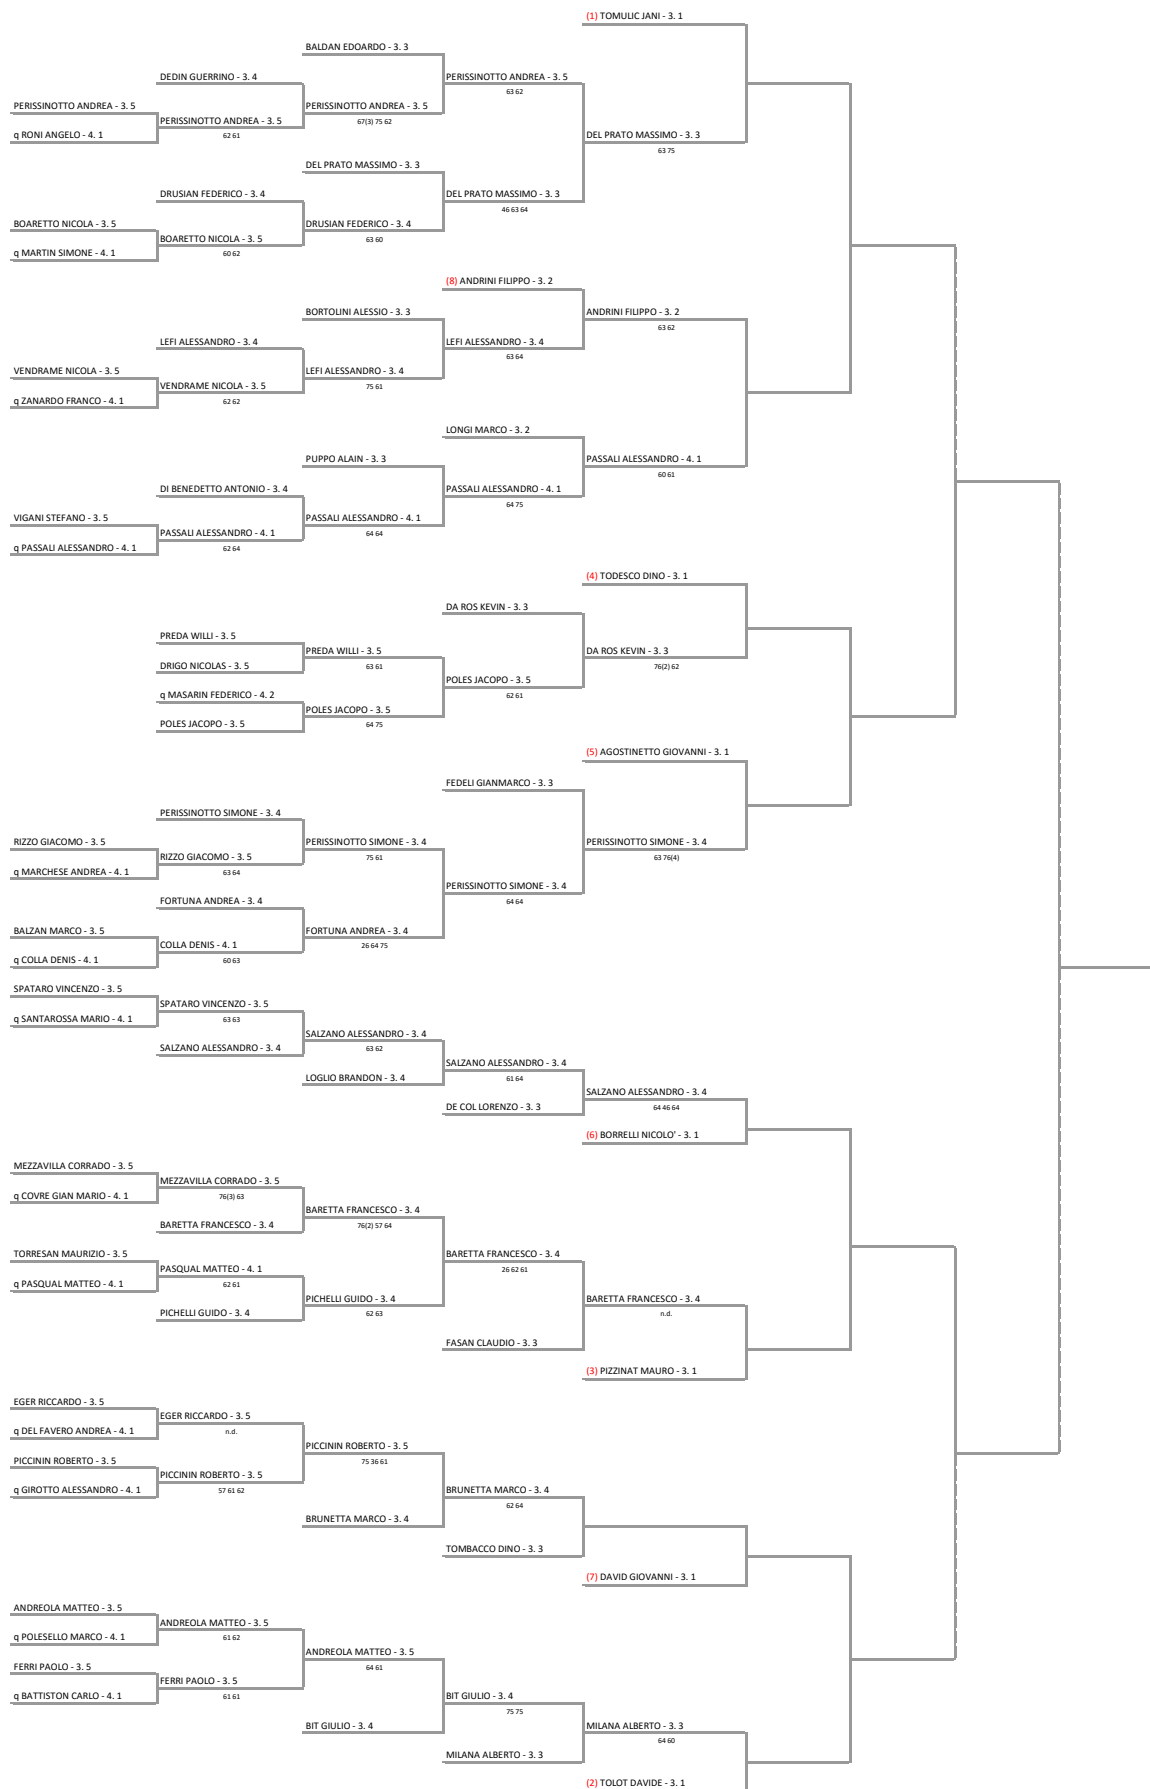 (1) TOMULIC JANI - 3. 1
BALDAN EDOARDO - 3. 3
DEDIN GUERRINO - 3. 4
PERISSINOTTO ANDREA - 3. 5
63 62
PERISSINOTTO ANDREA - 3. 5
PERISSINOTTO ANDREA - 3. 5
67(3) 75 62
PERISSINOTTO ANDREA - 3. 5
62 61
q RONI ANGELO - 4. 1
DEL PRATO MASSIMO - 3. 3
63 75
DEL PRATO MASSIMO - 3. 3
DRUSIAN FEDERICO - 3. 4
DEL PRATO MASSIMO - 3. 3
46 63 64
BOARETTO NICOLA - 3. 5
DRUSIAN FEDERICO - 3. 4
63 60
BOARETTO NICOLA - 3. 5
60 62
q MARTIN SIMONE - 4. 1
(8) ANDRINI FILIPPO - 3. 2
BORTOLINI ALESSIO - 3. 3
ANDRINI FILIPPO - 3. 2
63 62
LEFI ALESSANDRO - 3. 4
LEFI ALESSANDRO - 3. 4
63 64
VENDRAME NICOLA - 3. 5
LEFI ALESSANDRO - 3. 4
75 61
VENDRAME NICOLA - 3. 5
62 62
q ZANARDO FRANCO - 4. 1
LONGI MARCO - 3. 2
PUPPO ALAIN - 3. 3
PASSALI ALESSANDRO - 4. 1
60 61
DI BENEDETTO ANTONIO - 3. 4
PASSALI ALESSANDRO - 4. 1
64 75
VIGANI STEFANO - 3. 5
PASSALI ALESSANDRO - 4. 1
64 64
PASSALI ALESSANDRO - 4. 1
62 64
q PASSALI ALESSANDRO - 4. 1
(4) TODESCO DINO - 3. 1
DA ROS KEVIN - 3. 3
PREDA WILLI - 3. 5
PREDA WILLI - 3. 5
63 61
DA ROS KEVIN - 3. 3
76(2) 62
DRIGO NICOLAS - 3. 5
POLES JACOPO - 3. 5
62 61
q MASARIN FEDERICO - 4. 2
POLES JACOPO - 3. 5
64 75
POLES JACOPO - 3. 5
(5) AGOSTINETTO GIOVANNI - 3. 1
FEDELI GIANMARCO - 3. 3
PERISSINOTTO SIMONE - 3. 4
RIZZO GIACOMO - 3. 5
PERISSINOTTO SIMONE - 3. 4
75 61
PERISSINOTTO SIMONE - 3. 4
63 76(4)
RIZZO GIACOMO - 3. 5
63 64
q MARCHESE ANDREA - 4. 1
PERISSINOTTO SIMONE - 3. 4
64 64
FORTUNA ANDREA - 3. 4
BALZAN MARCO - 3. 5
FORTUNA ANDREA - 3. 4
26 64 75
COLLA DENIS - 4. 1
60 63
q COLLA DENIS - 4. 1
SPATARO VINCENZO - 3. 5
SPATARO VINCENZO - 3. 5
63 63
q SANTAROSSA MARIO - 4. 1
SALZANO ALESSANDRO - 3. 4
63 62
SALZANO ALESSANDRO - 3. 4
SALZANO ALESSANDRO - 3. 4
61 64
LOGLIO BRANDON - 3. 4
SALZANO ALESSANDRO - 3. 4
64 46 64
DE COL LORENZO - 3. 3
(6) BORRELLI NICOLO' - 3. 1
MEZZAVILLA CORRADO - 3. 5
MEZZAVILLA CORRADO - 3. 5
76(3) 63
q COVRE GIAN MARIO - 4. 1
BARETTA FRANCESCO - 3. 4
76(2) 57 64
BARETTA FRANCESCO - 3. 4
TORRESAN MAURIZIO - 3. 5
BARETTA FRANCESCO - 3. 4
26 62 61
PASQUAL MATTEO - 4. 1
62 61
q PASQUAL MATTEO - 4. 1
PICHELLI GUIDO - 3. 4
62 63
BARETTA FRANCESCO - 3. 4
n.d.
PICHELLI GUIDO - 3. 4
FASAN CLAUDIO - 3. 3
(3) PIZZINAT MAURO - 3. 1
EGER RICCARDO - 3. 5
EGER RICCARDO - 3. 5
n.d.
q DEL FAVERO ANDREA - 4. 1
PICCININ ROBERTO - 3. 5
75 36 61
PICCININ ROBERTO - 3. 5
PICCININ ROBERTO - 3. 5
57 61 62
q GIROTTO ALESSANDRO - 4. 1
BRUNETTA MARCO - 3. 4
62 64
BRUNETTA MARCO - 3. 4
TOMBACCO DINO - 3. 3
(7) DAVID GIOVANNI - 3. 1
ANDREOLA MATTEO - 3. 5
ANDREOLA MATTEO - 3. 5
61 62
q POLESELLO MARCO - 4. 1
ANDREOLA MATTEO - 3. 5
64 61
FERRI PAOLO - 3. 5
FERRI PAOLO - 3. 5
61 61
q BATTISTON CARLO - 4. 1
BIT GIULIO - 3. 4
75 75
BIT GIULIO - 3. 4
MILANA ALBERTO - 3. 3
64 60
MILANA ALBERTO - 3. 3
(2) TOLOT DAVIDE - 3. 1